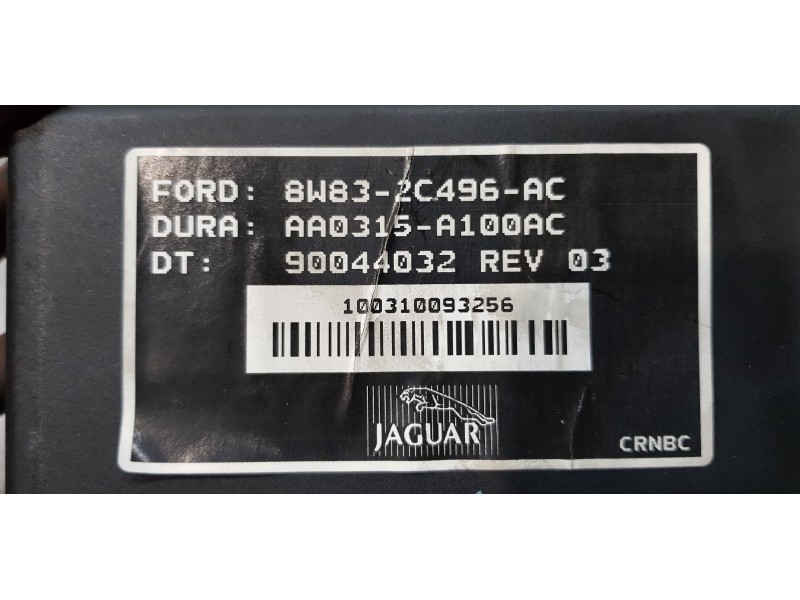 FORD: 8W83-2C496-AC
DURA: AA0315-A100AC
DT: 90044032 REV 03
100310093256
JAGUAR
CRNBC